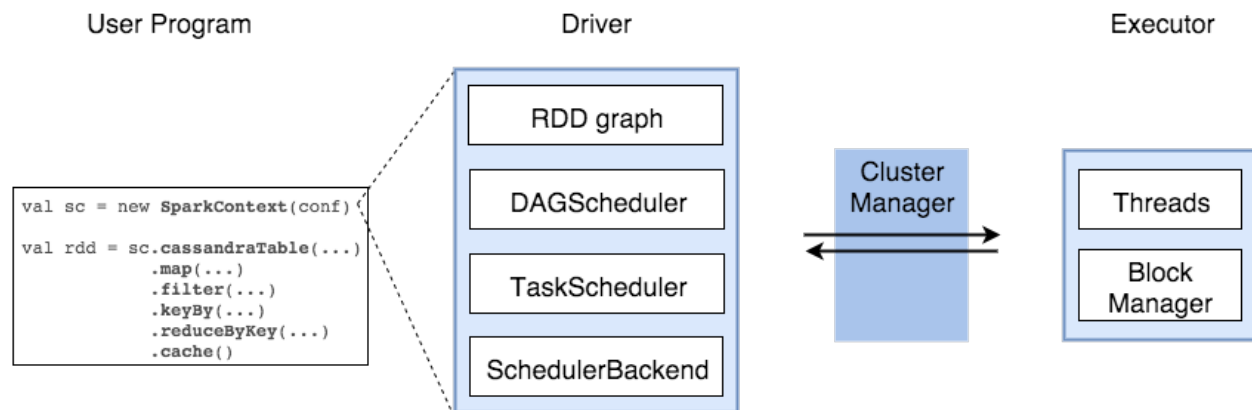 User Program
Driver
Executor
RDD graph
DAGScheduler
TaskScheduler
SchedulerBackend
Cluster
Manager
Threads
Block
Manager
val sc = new SparkContext(conf)
val rdd = sc.cassandraTable(...)
.map(...)
.filter(...)
.keyBy(...)
.reduceByKey(...)
.cache()